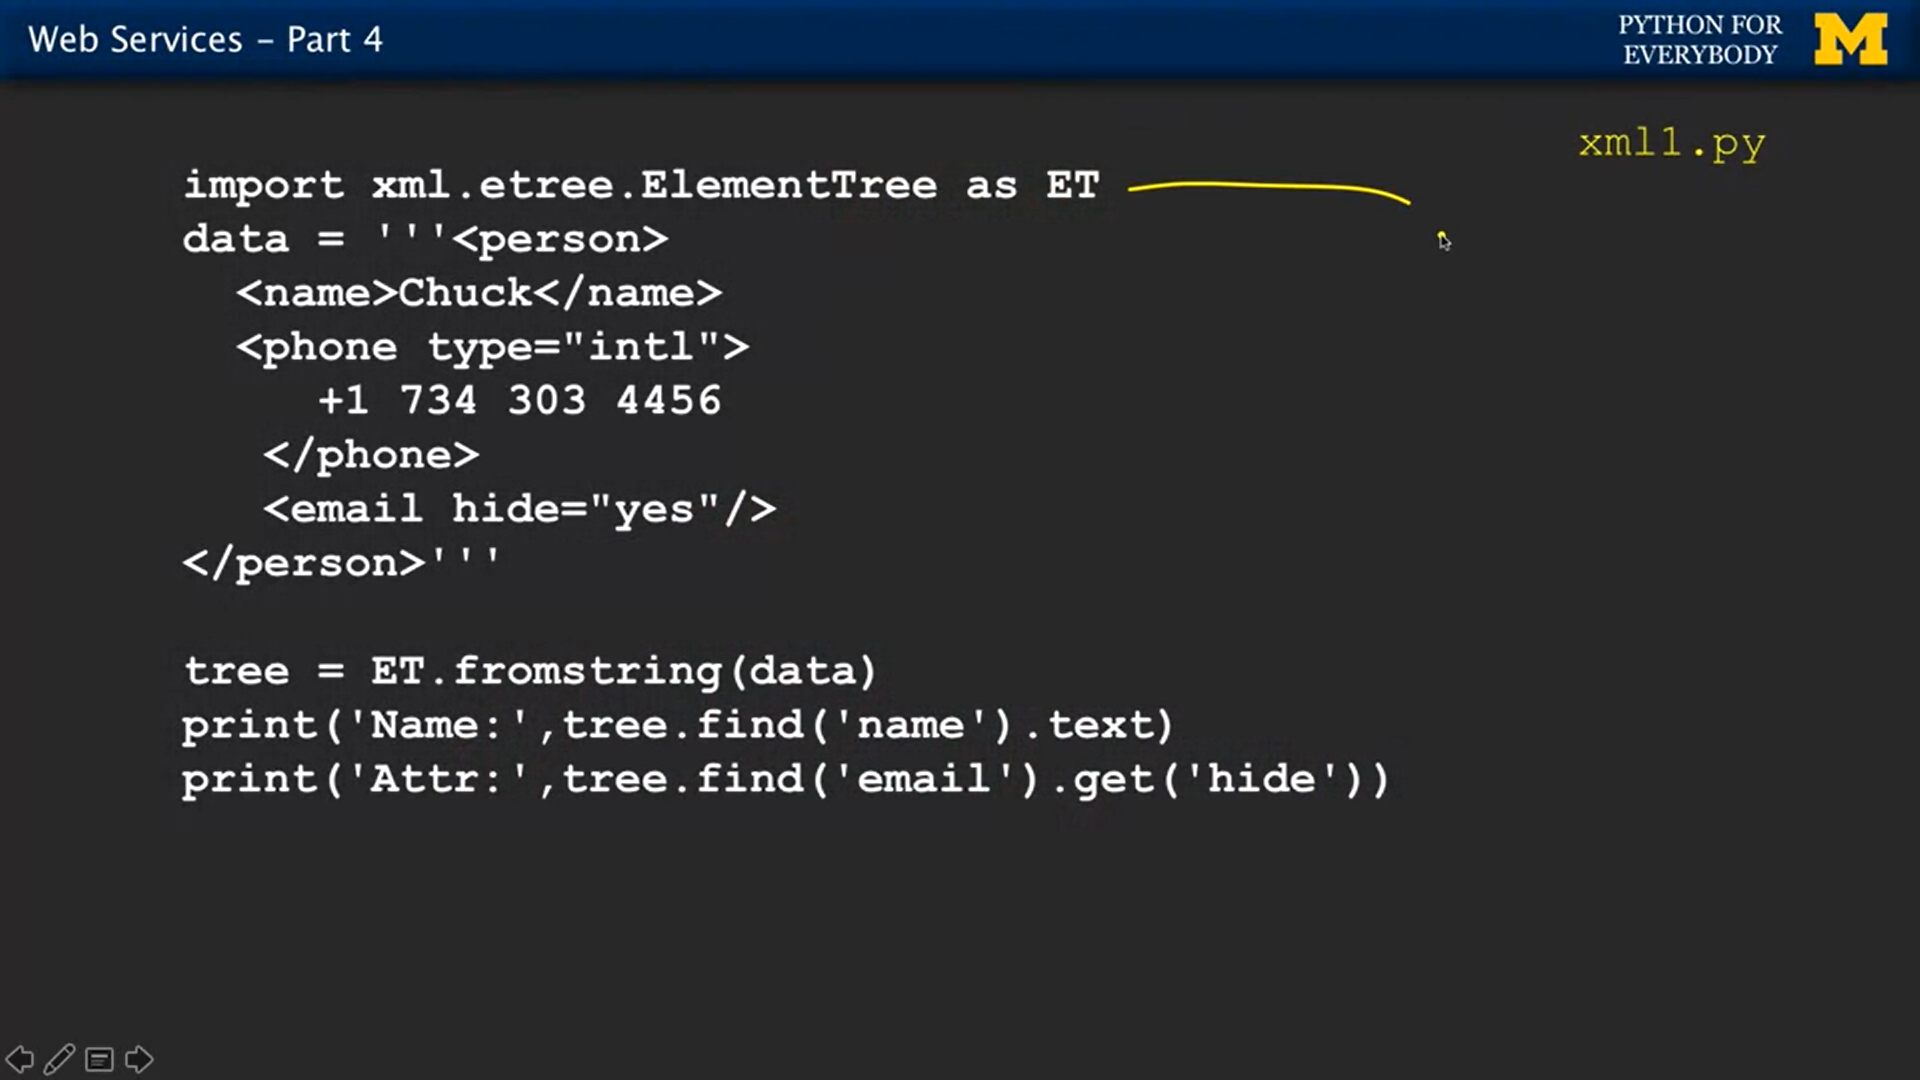 Web Services – Part 4
PYTHON FOR
EVERYBODY
M
xml1.py
import xml.etree.ElementTree as ET
data = '''<person>
  <name>Chuck</name>
  <phone type="intl">
     +1 734 303 4456
   </phone>
   <email hide="yes"/>
</person>'''
tree = ET.fromstring(data)
print('Name:',tree.find('name').text)
print('Attr:',tree.find('email').get('hide'))